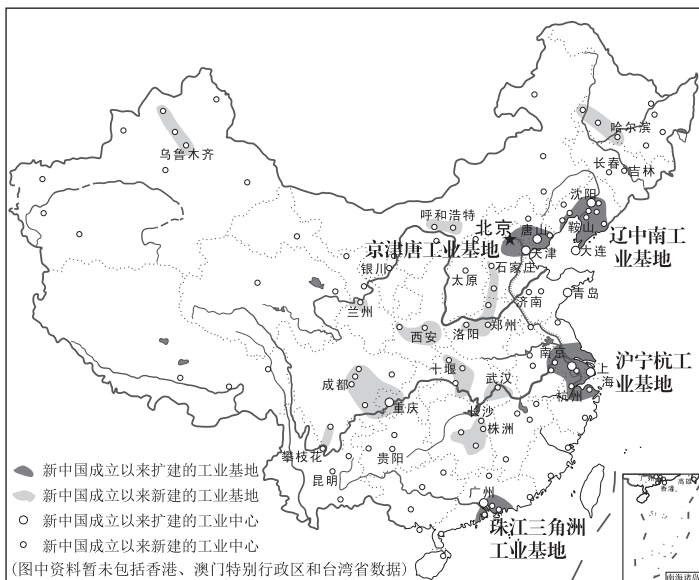 哈尔滨
乌鲁木齐
长春
吉林
沈阳
呼和浩特
北京
唐山
鞍山
辽中南工
业基地
京津唐工业基地
天津
大连
银川
太原
石家庄
济南
青岛
兰州
西安
洛阳
郑州
南京
沪宁杭工
业基地
上
海
十堰
成都
武汉
杭州
重庆
长沙
株洲
攀枝花
贵阳
昆明
广州
珠江三角洲
工业基地
新中国成立以来扩建的工业基地
新中国成立以来新建的工业基地
新中国成立以来扩建的工业中心
新中国成立以来新建的工业中心
(图中资料暂未包括香港、澳门特别行政区和台湾省数据)
香港
南海诸岛